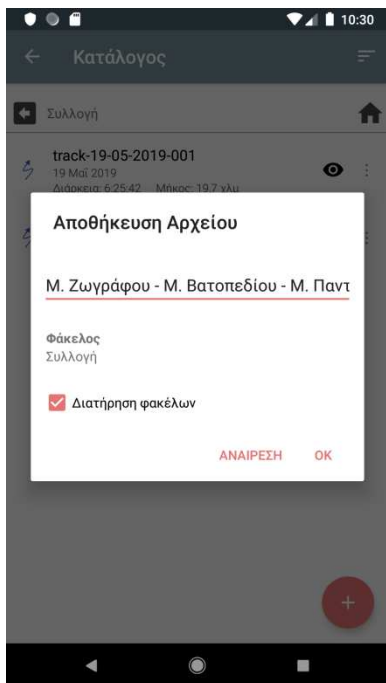 10:30
Κατάλογος
Συλλογή
track-19-05-2019-001
19 Μαΐ 2019
Διάρκεια: 6:25:42 Μήκος: 19,7 χλμ
Αποθήκευση Αρχείου
Μ. Ζωγράφου - Μ. Βατοπεδίου - Μ. Παντ
Φάκελος
Συλλογή
Διατήρηση φακέλων
ΑΝΑΙΡΕΣΗ OK